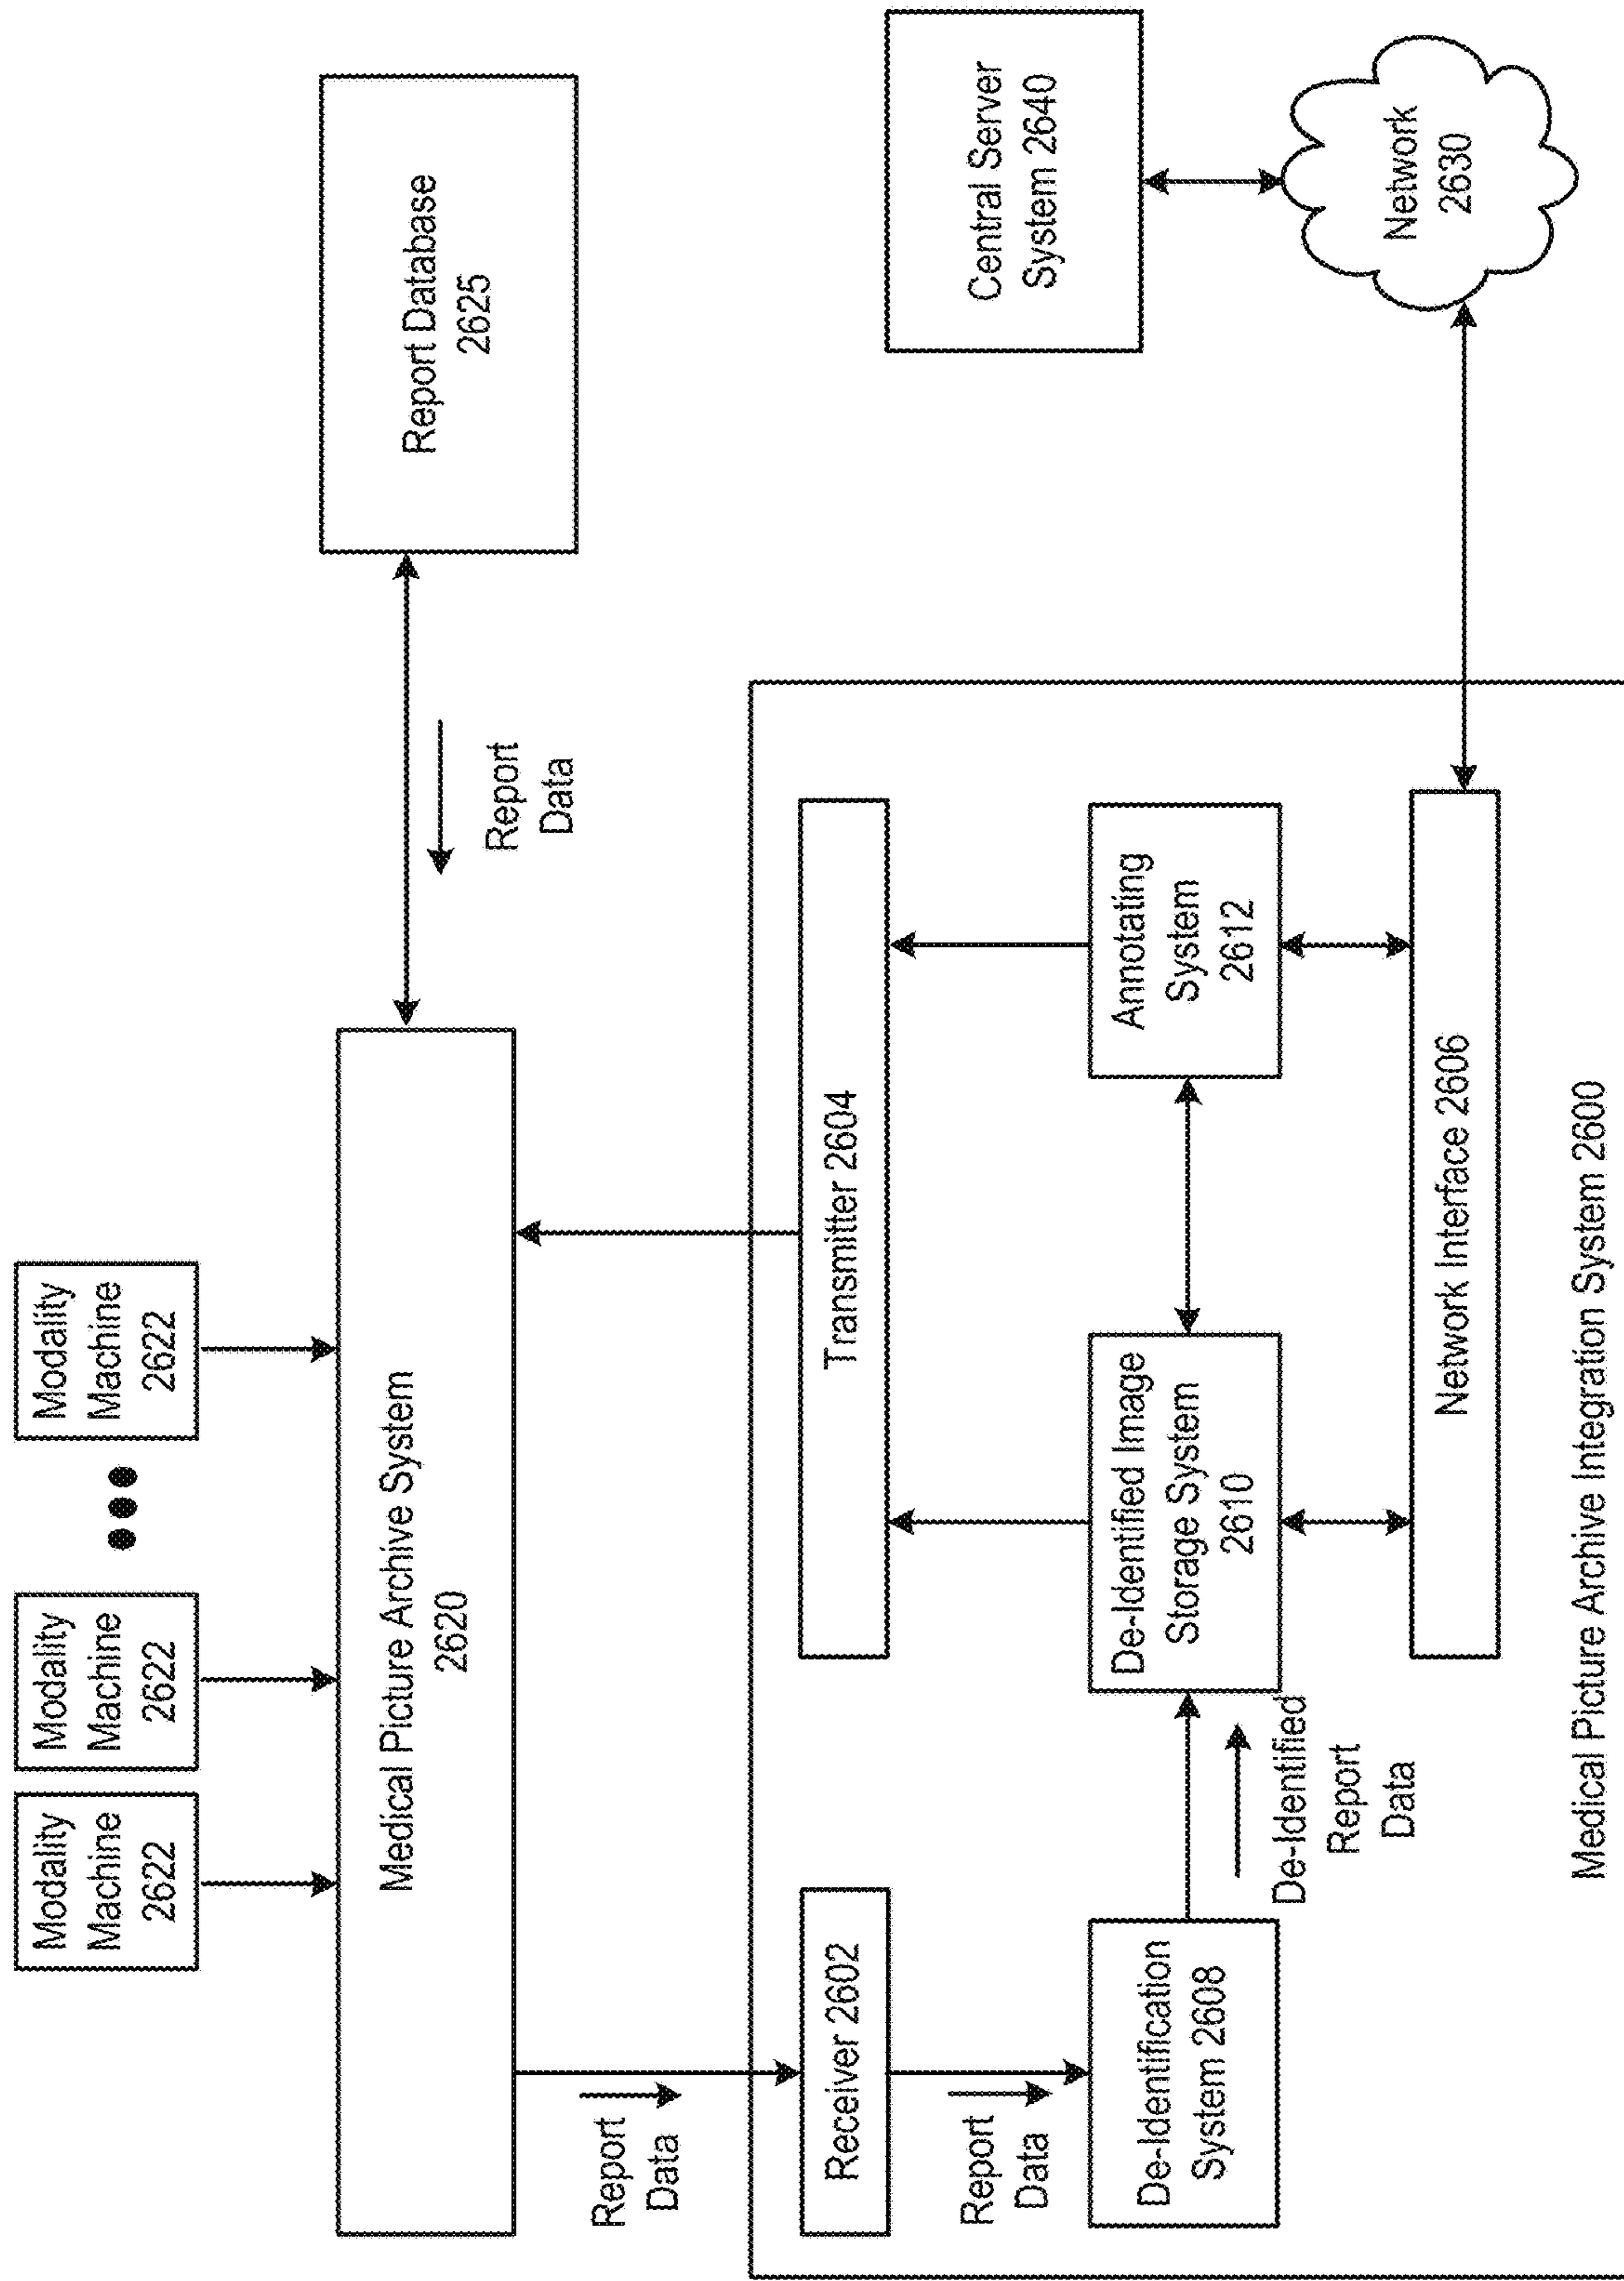 Modality
Machine
2622
Modality
Machine
2622
•••
Modality
Machine
2622
Medical Picture Archive System
2620
Report Database
2625
Report
Data
Report
Data
Receiver 2602
Transmitter 2604
Report
Data
De-Identification
System 2608
De-Identified
Report
Data
De-Identified Image
Storage System
2610
Annotating
System
2612
Network Interface 2606
Medical Picture Archive Integration System 2600
Central Server
System 2640
Network
2630